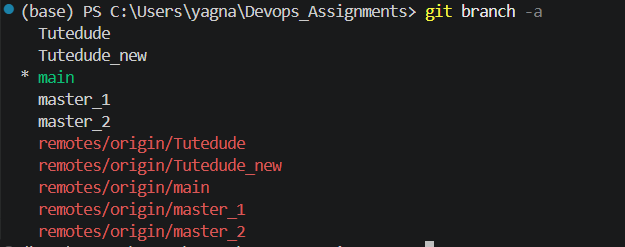 (base) PS C:\Users\yagna\Devops_Assignments> git branch -a
Tutedude
Tutedude_new
* main
master_1
master_2
remotes/origin/Tutedude
remotes/origin/Tutedude_new
remotes/origin/main
remotes/origin/master_1
remotes/origin/master_2